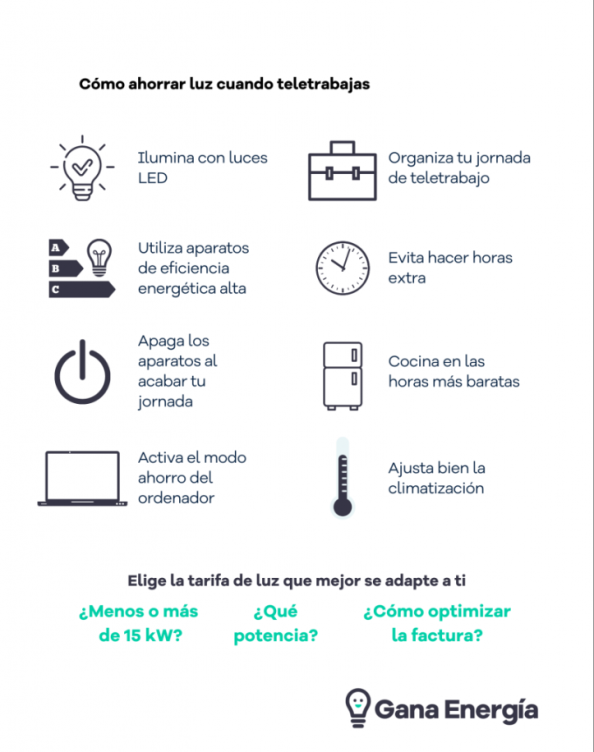 Cómo ahorrar luz cuando teletrabajas
Ilumina con luces
LED
Organiza tu jornada
de teletrabajo
A
B
C
Utiliza aparatos
de eficiencia
energética alta
Evita hacer horas
extra
Apaga los
aparatos al
acabar tu
jornada
Cocina en las
horas más baratas
Activa el modo
ahorro del
ordenador
Ajusta bien la
climatización
Elige la tarifa de luz que mejor se adapte a ti
¿Menos o más
de 15 kW?
¿Qué
potencia?
¿Cómo optimizar
la factura?
Gana Energía